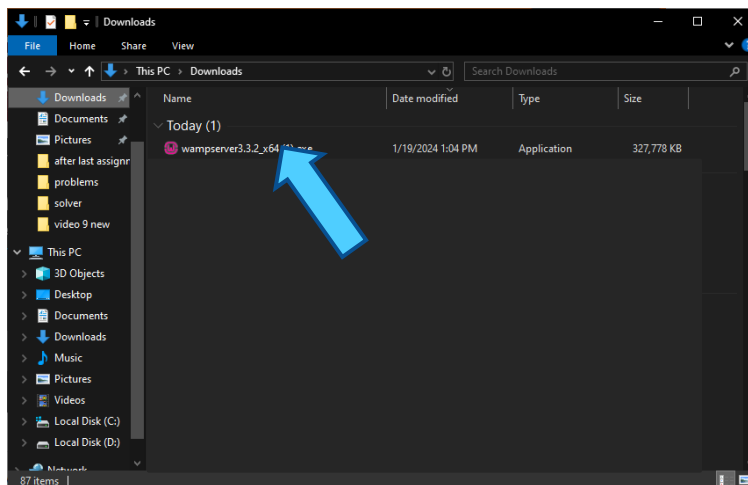 Downloads
File Home Share View
This PC > Downloads
Search Downloads
Name Date modified Type Size
Today (1)
wampserver3.3.2_x64 (1).exe 1/19/2024 1:04 PM Application 327,778 KB
Downloads
Documents
Pictures
after last assignr
problems
solver
video 9 new
This PC
3D Objects
Desktop
Documents
Downloads
Music
Pictures
Videos
Local Disk (C:)
Local Disk (D:)
Network
87 items